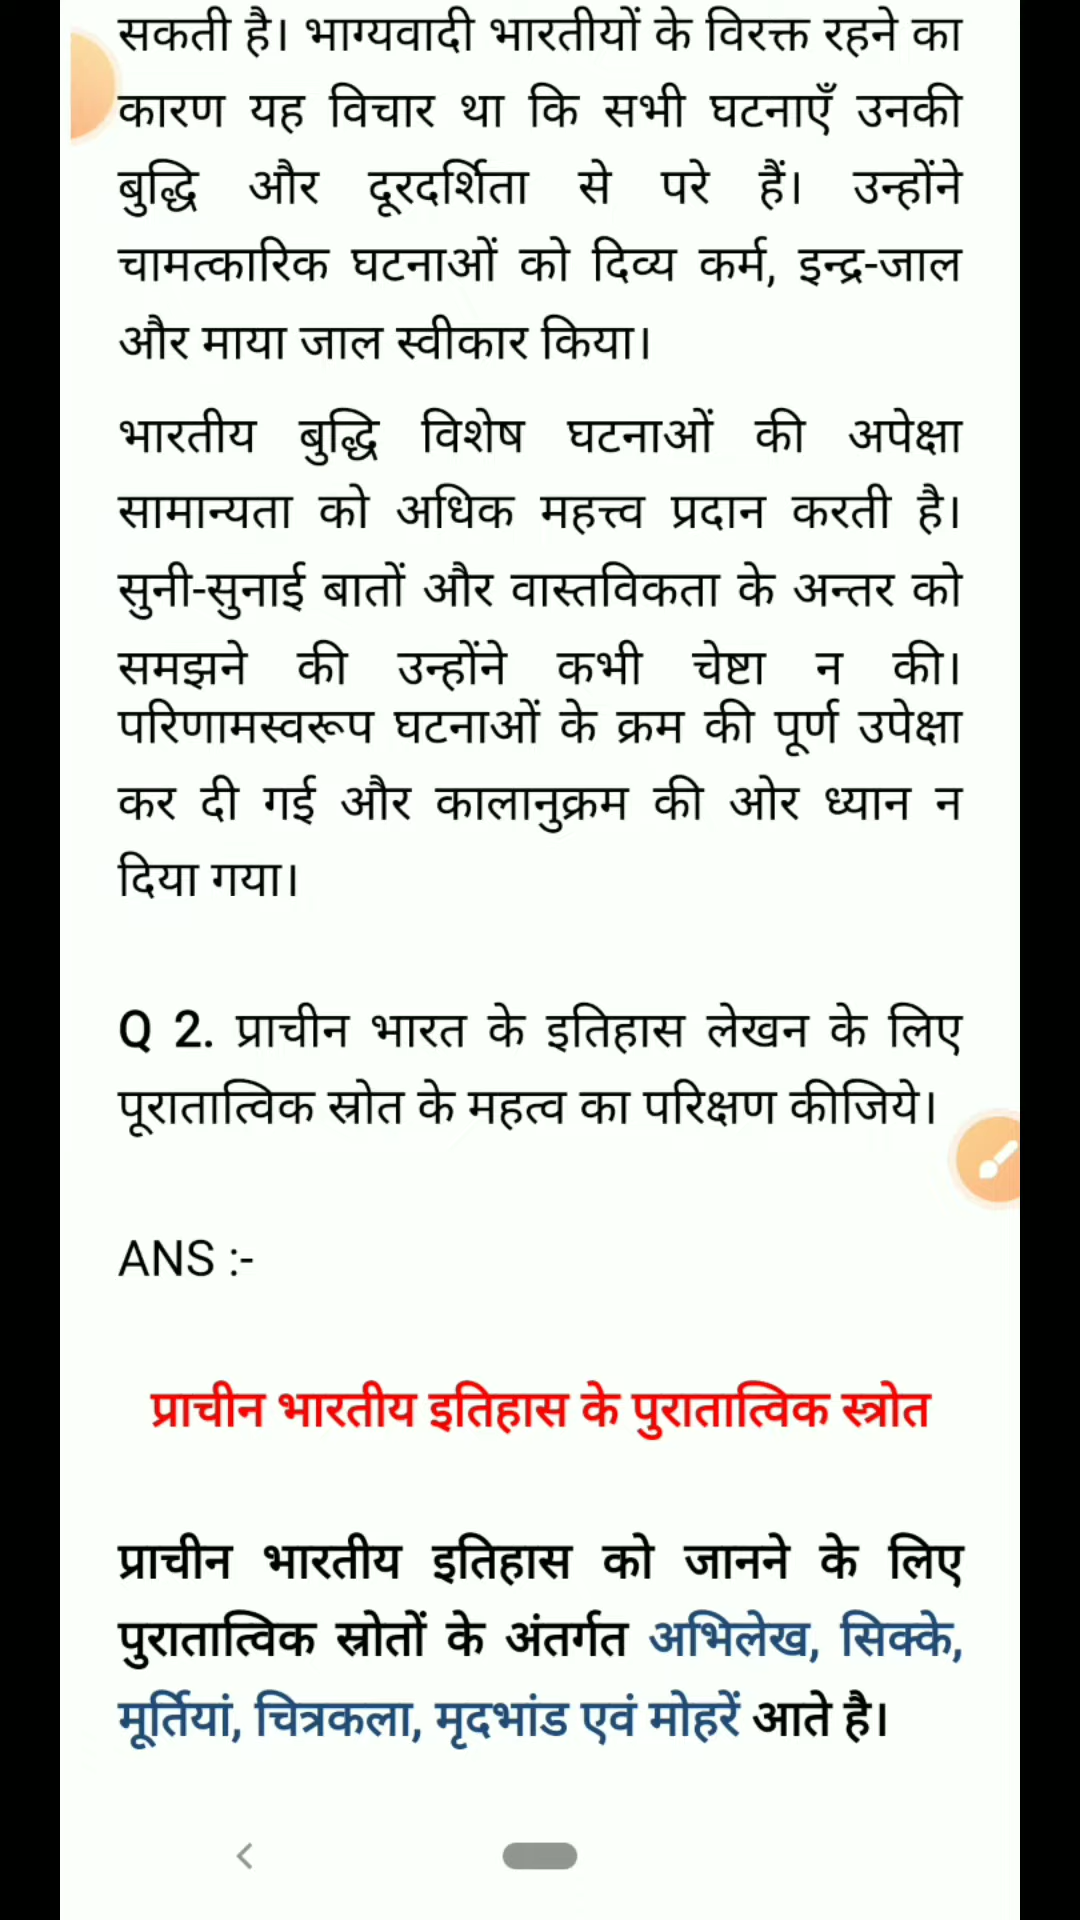 सकती है। भाग्यवादी भारतीयों के विरक्त रहने का
कारण यह विचार था कि सभी घटनाएँ उनकी
बुद्धि और दूरदर्शिता से परे हैं। उन्होंने
चामत्कारिक घटनाओं को दिव्य कर्म, इन्द्र-जाल
और माया जाल स्वीकार किया।
भारतीय बुद्धि विशेष घटनाओं की अपेक्षा
सामान्यता को अधिक महत्त्व प्रदान करती है।
सुनी-सुनाई बातों और वास्तविकता के अन्तर को
समझने की उन्होंने कभी चेष्टा न की।
परिणामस्वरूप घटनाओं के क्रम की पूर्ण उपेक्षा
कर दी गई और कालानुक्रम की ओर ध्यान न
दिया गया।
Q 2. प्राचीन भारत के इतिहास लेखन के लिए
पूरातात्विक स्रोत के महत्व का परिक्षण कीजिये।
ANS :-
प्राचीन भारतीय इतिहास के पुरातात्विक स्त्रोत
प्राचीन भारतीय इतिहास को जानने के लिए
पुरातात्विक स्रोतों के अंतर्गत अभिलेख, सिक्के,
मूर्तियां, चित्रकला, मृदभांड एवं मोहरें आते है।